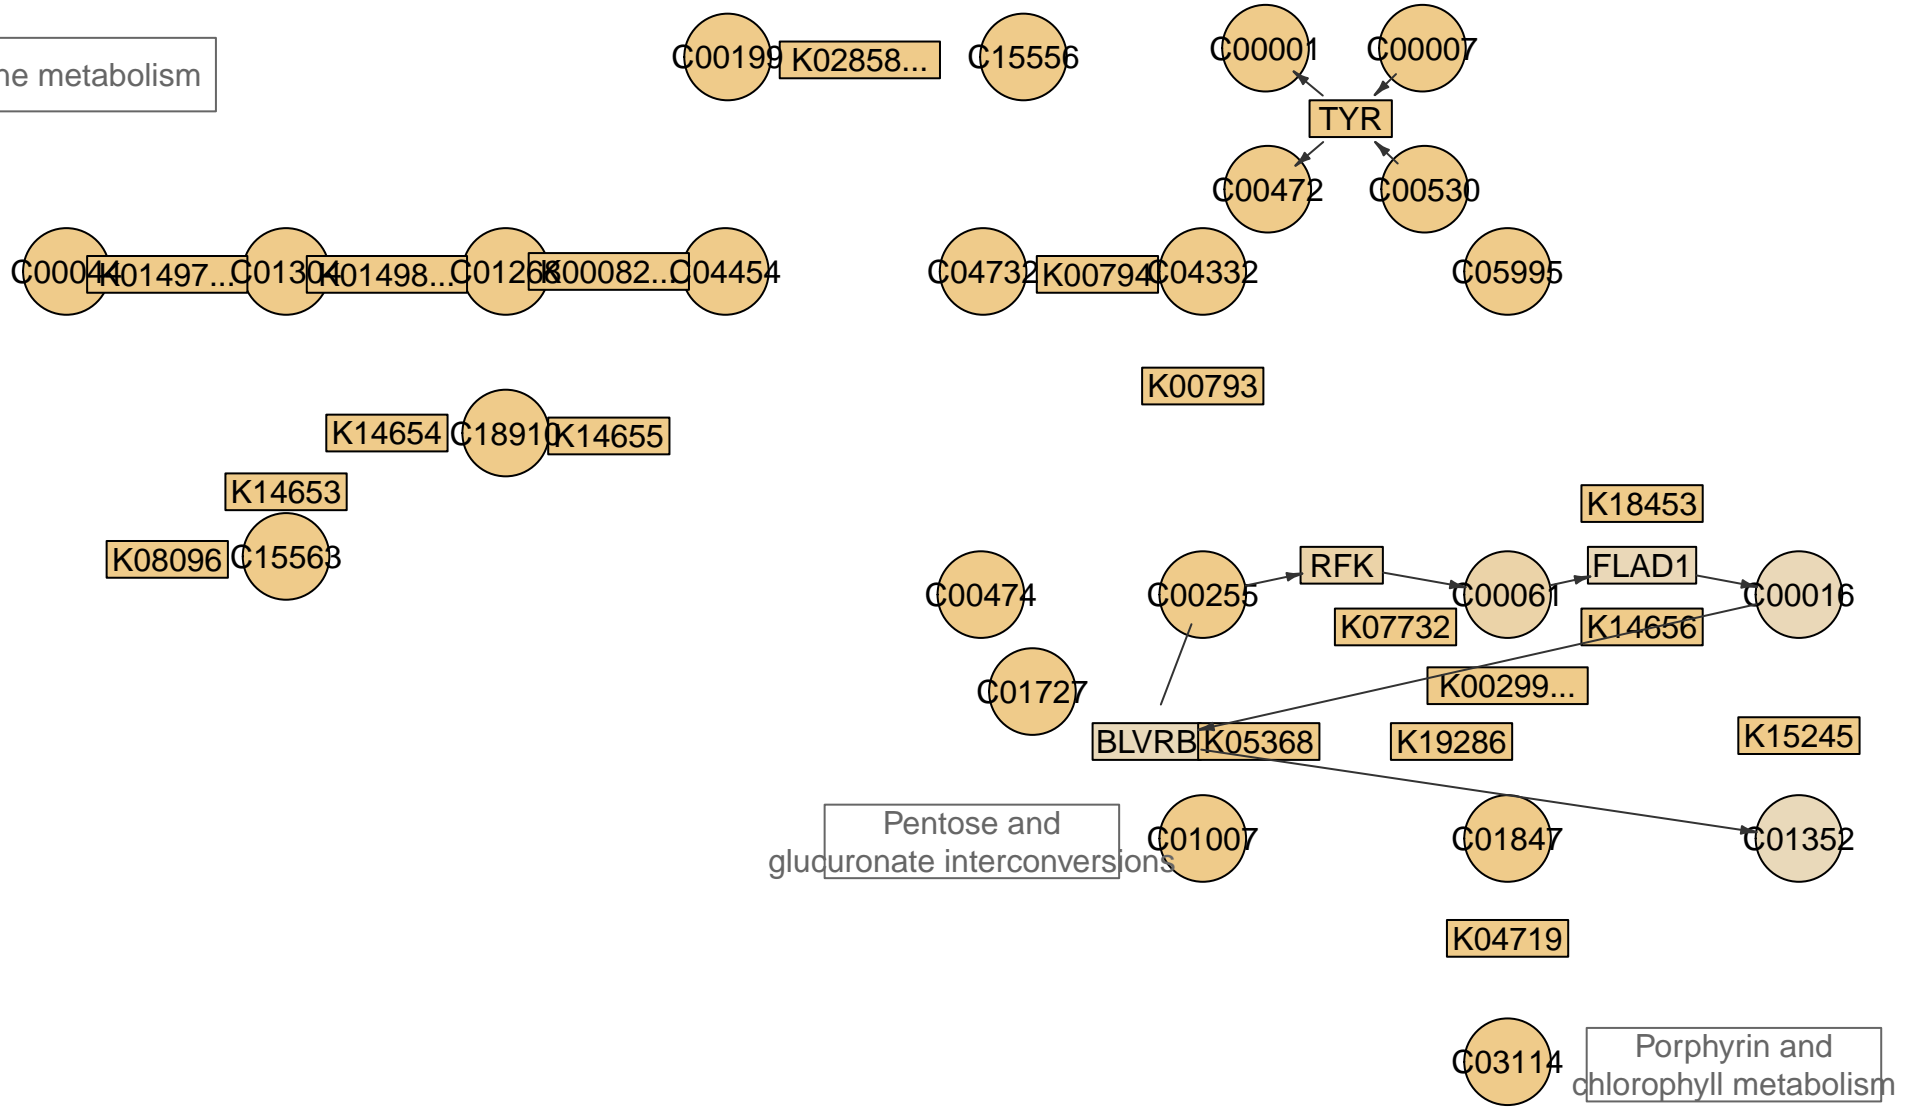 ne metabolism
C00199
K02858...
C15556
C00001
C00007
TYR
C00472
C00530
C00044
K01497...
C01304
K01498...
C01268
K00082...
C04454
C04732
K00794
C04332
C05995
K00793
K14654
C18910
K14655
K14653
K08096
C15563
K18453
C00474
C00255
RFK
C00061
FLAD1
C00016
K07732
K14656
C01727
K00299...
BLVRB
K05368
K19286
K15245
Pentose and
glucuronate interconversions
C01007
C01847
C01352
K04719
C03114
Porphyrin and
chlorophyll metabolism